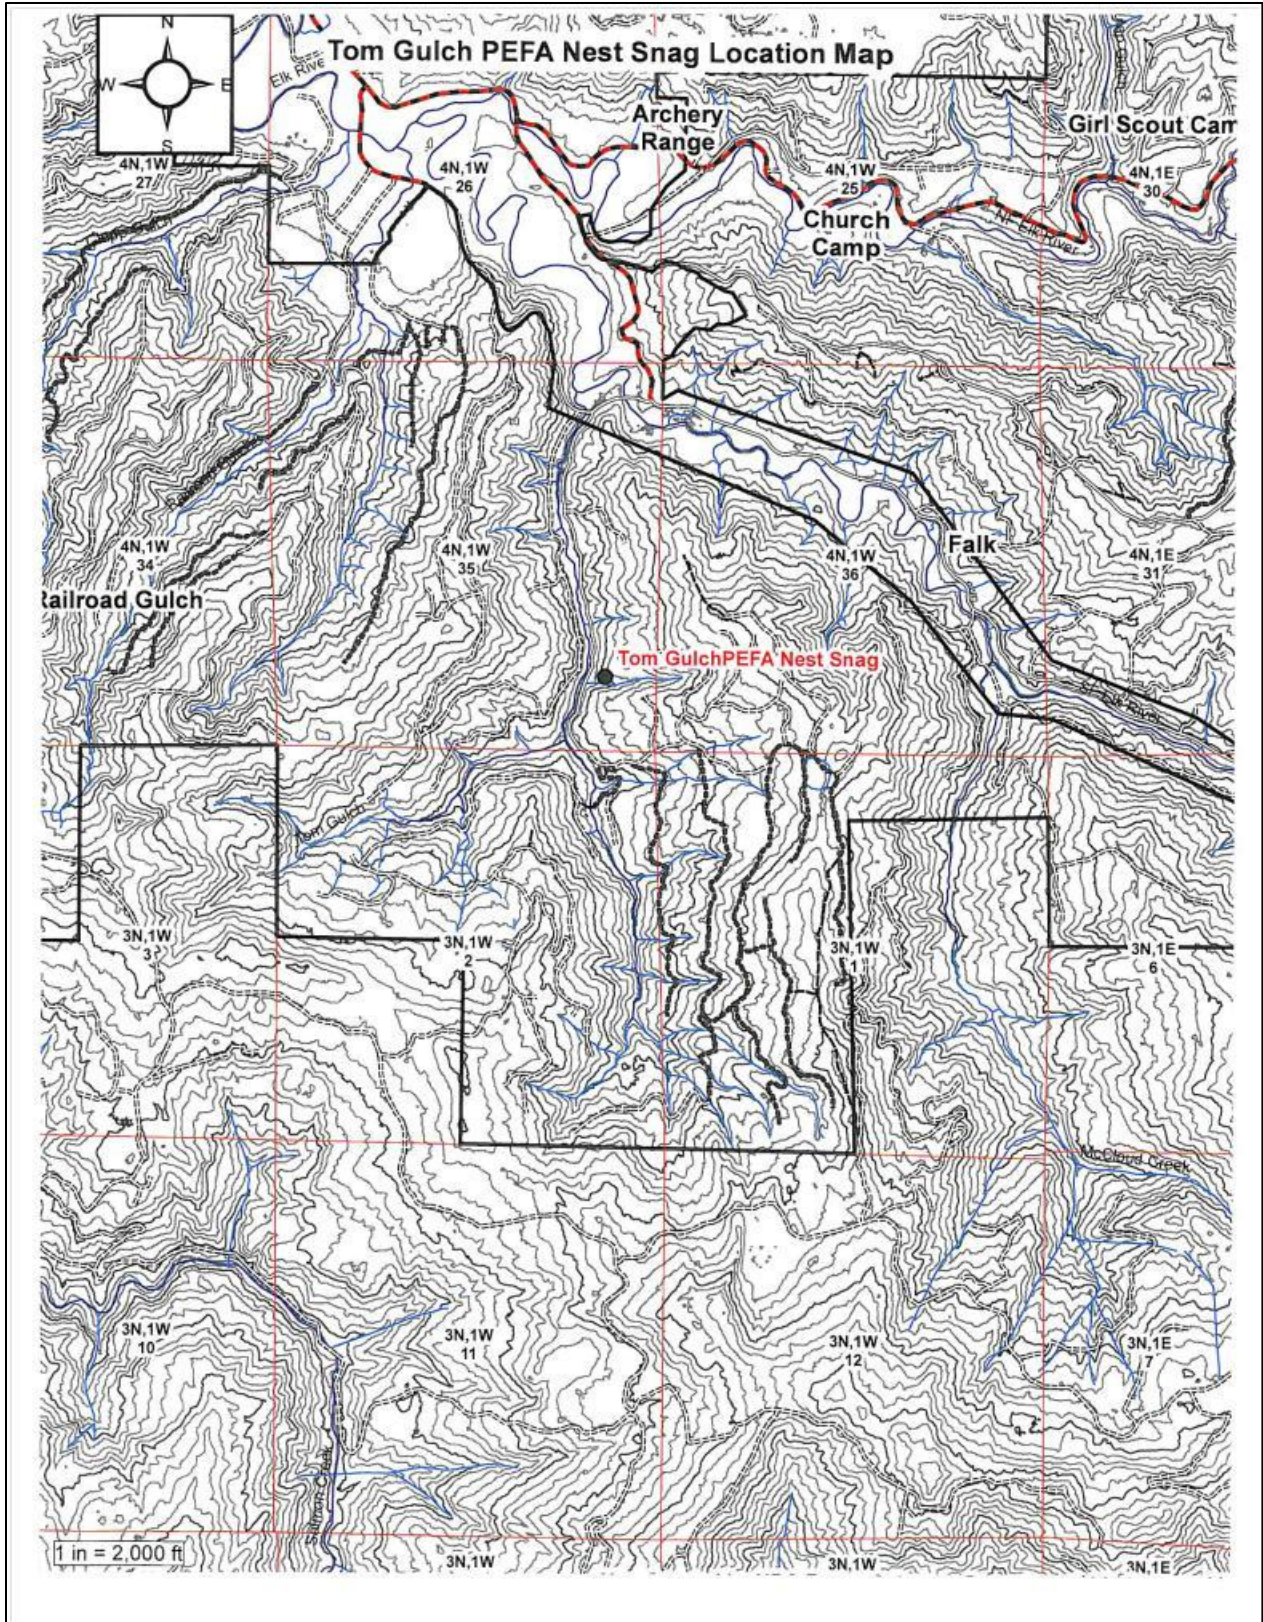 N
W
E
S
Tom Gulch PEFA Nest Snag Location Map
Elk Rive
Archery
Range
Girl Scout Cam
4N,1W
27
4N,1W
26
4N,1W
25
4N,1E
30
Church
Camp
NF Elk River
4N,1W
34
4N,1W
35
4N,1W
36
Falk
4N,1E
31
Railroad Gulch
Tom GulchPEFA Nest Snag
SF Elk River
Tom Gulch
3N,1W
3
3N,1W
2
3N,1W
1
3N,1E
6
McCloud Creek
3N,1W
10
3N,1W
11
3N,1W
12
3N,1E
7
Salmon Creek
1 in = 2,000 ft
3N,1W
3N,1W
3N,1E